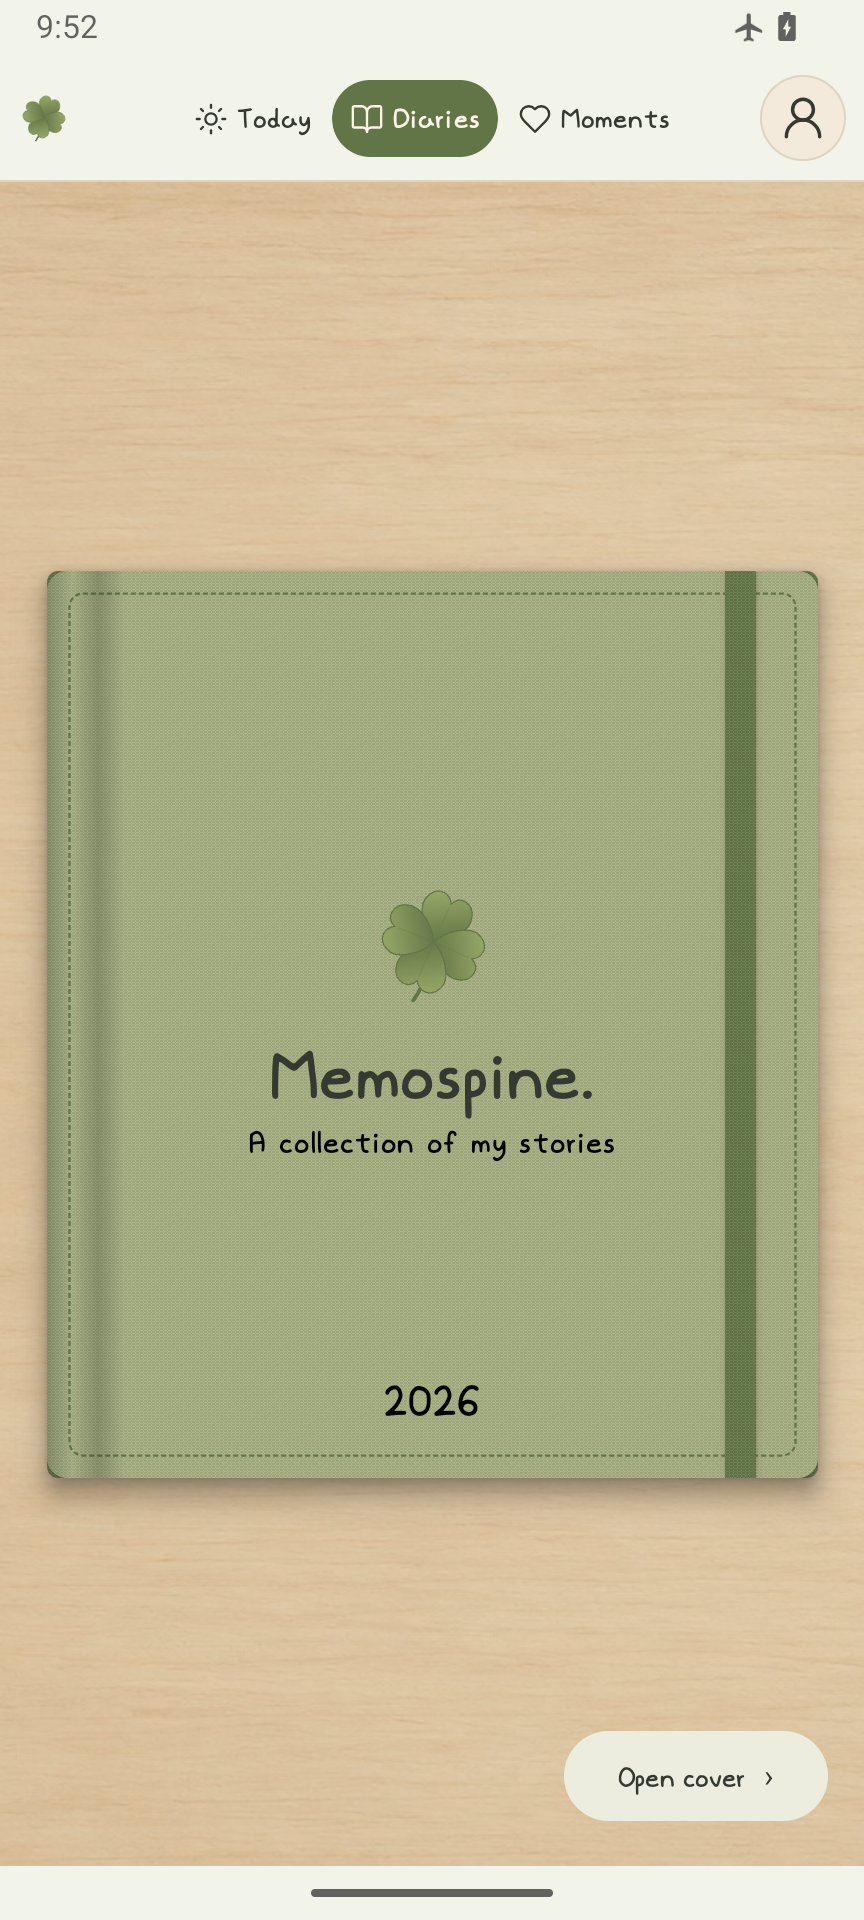 9:52
Today
Diaries
Moments
Memospine.
A collection of my stories
2026
Open cover ›